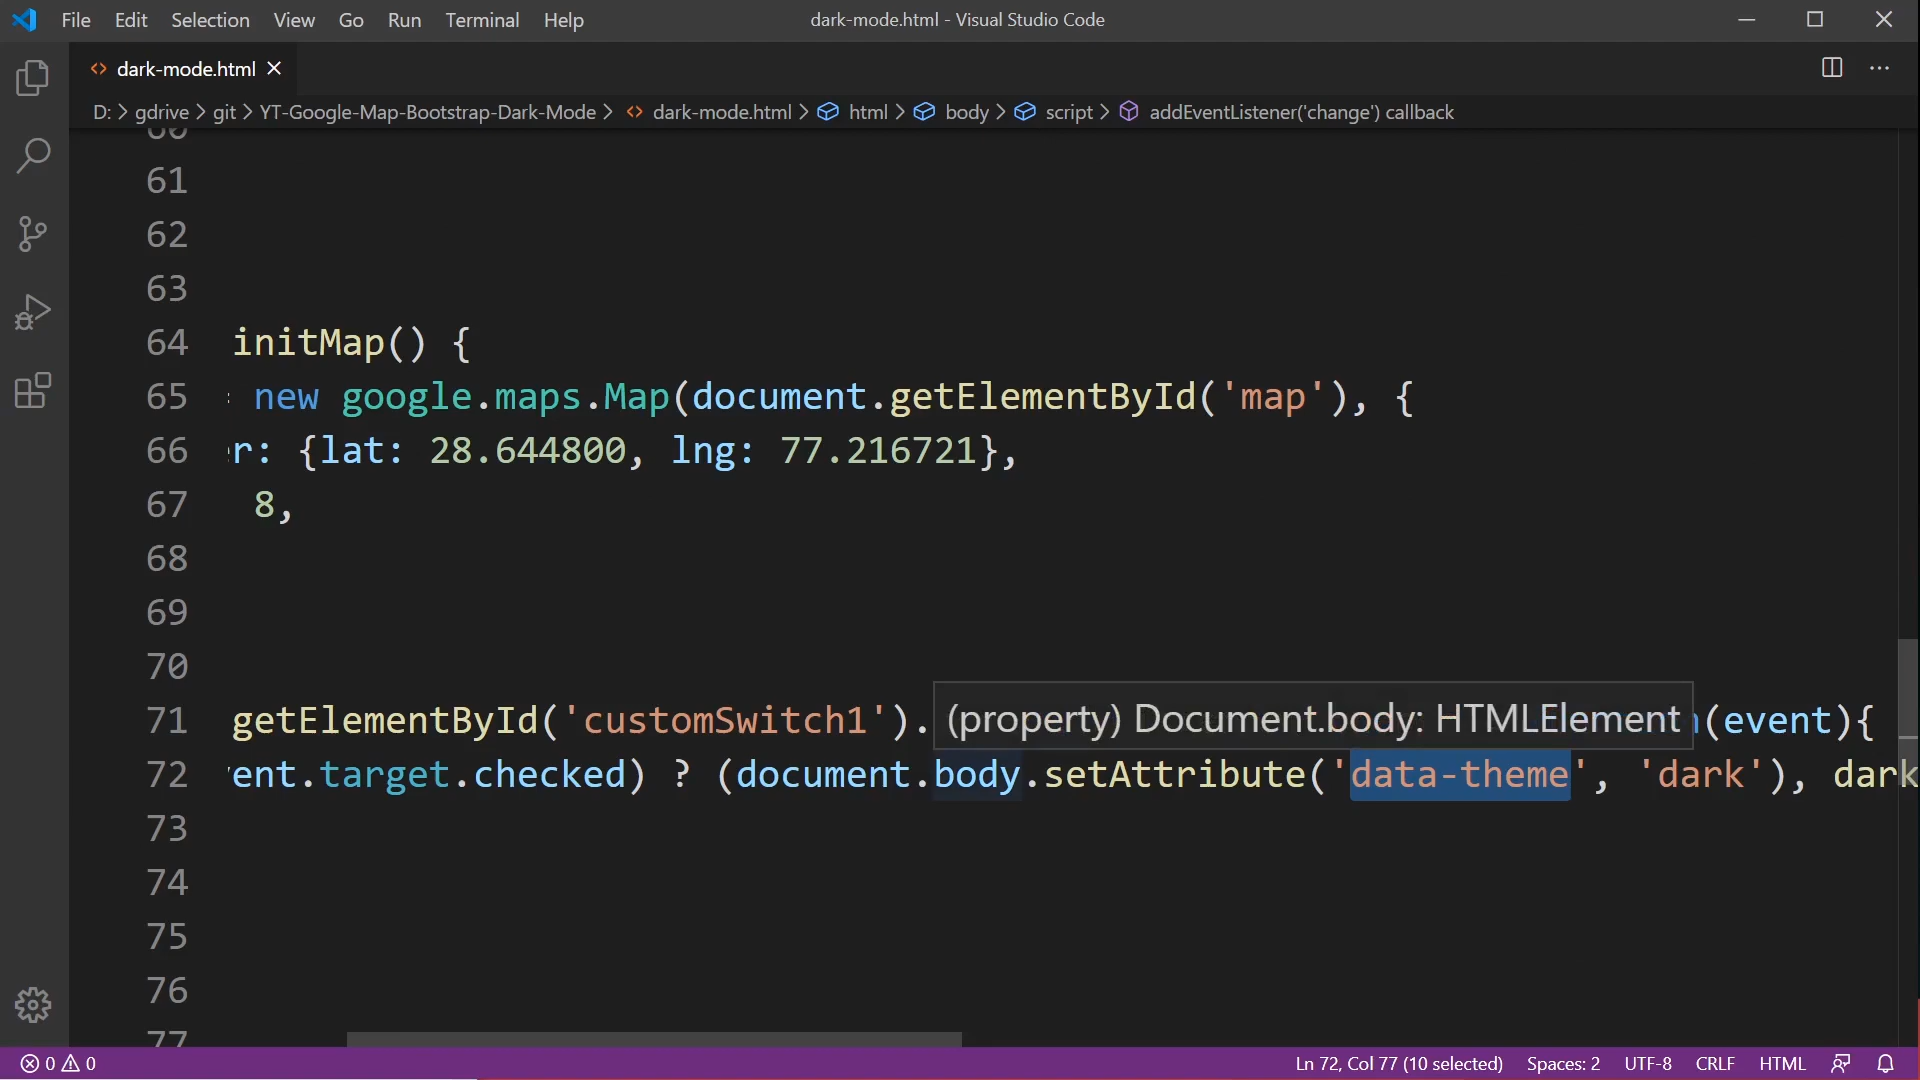 File Edit Selection View Go Run Terminal Help
dark-mode.html - Visual Studio Code
dark-mode.html
D: > gdrive > git > YT-Google-Map-Bootstrap-Dark-Mode > dark-mode.html > html > body > script > addEventListener('change') callback
60
61
62
63
64 initMap() {
65 new google.maps.Map(document.getElementById('map'), {
66 r: {lat: 28.644800, lng: 77.216721},
67 8,
68
69
70
(property) Document.body: HTMLElement
71 getElementById('customSwitch1'). (event){
72 ent.target.checked) ? (document.body.setAttribute('data-theme', 'dark'), dark
73
74
75
76
77
0 0 Ln 72, Col 77 (10 selected) Spaces: 2 UTF-8 CRLF HTML